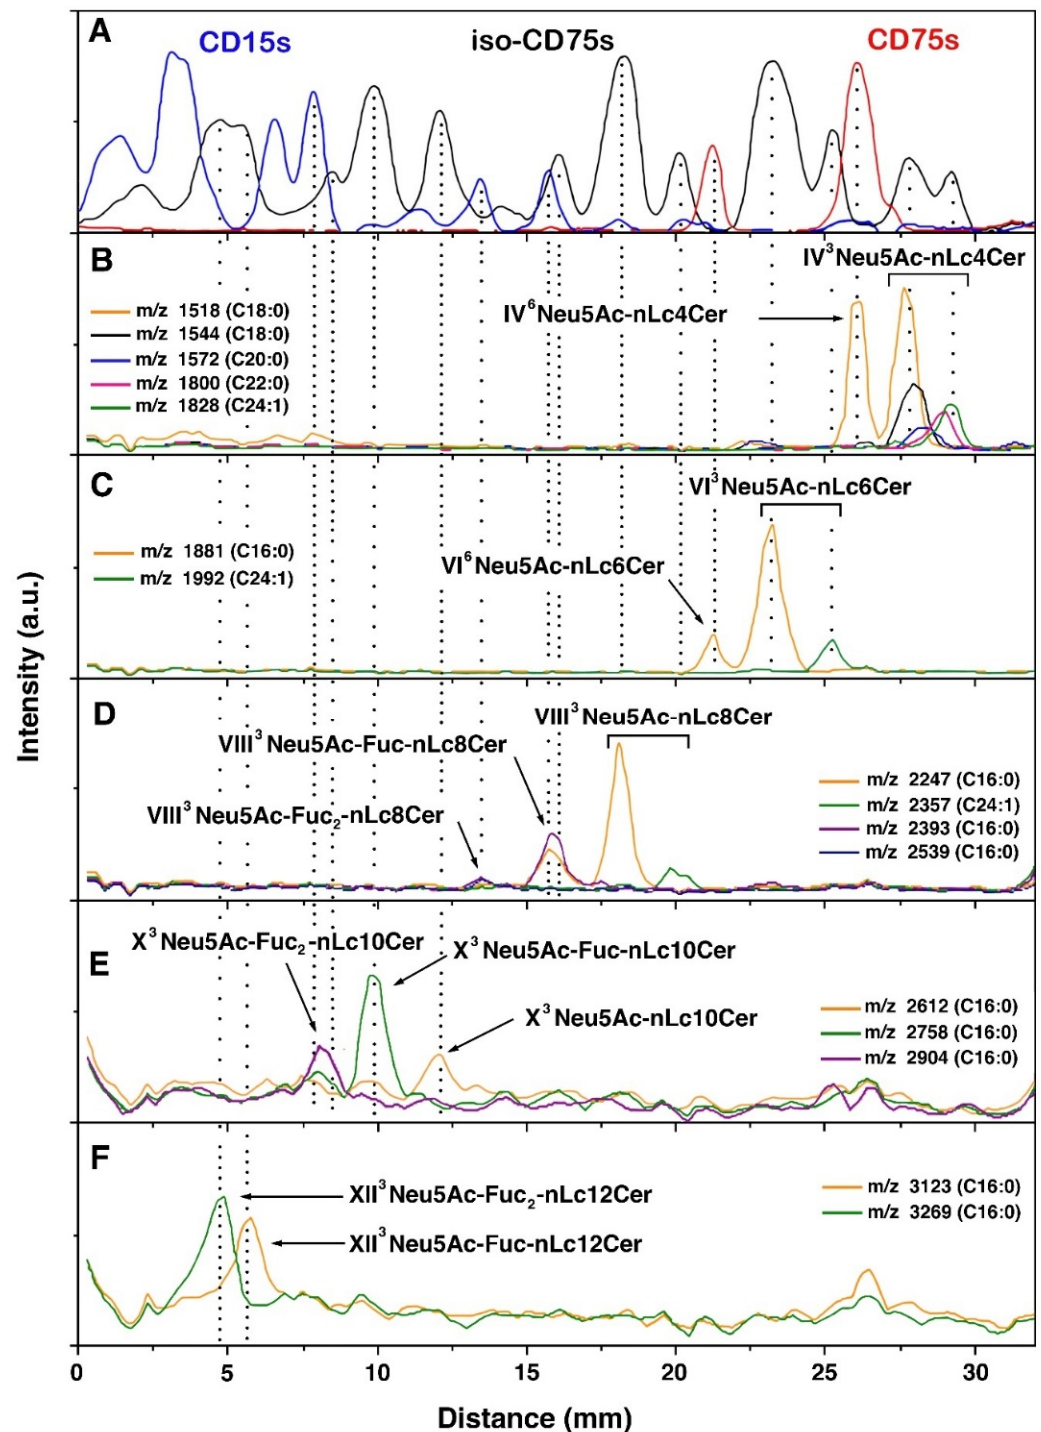 A
CD15s
iso-CD75s
CD75s
B
IV³Neu5Ac-nLc4Cer
IV⁶Neu5Ac-nLc4Cer
m/z 1518 (C18:0)
m/z 1544 (C18:0)
m/z 1572 (C20:0)
m/z 1800 (C22:0)
m/z 1828 (C24:1)
C
VI³Neu5Ac-nLc6Cer
VI⁶Neu5Ac-nLc6Cer
m/z 1881 (C16:0)
m/z 1992 (C24:1)
D
VIII³Neu5Ac-nLc8Cer
VIII³Neu5Ac-Fuc-nLc8Cer
VIII³Neu5Ac-Fuc₂-nLc8Cer
m/z 2247 (C16:0)
m/z 2357 (C24:1)
m/z 2393 (C16:0)
m/z 2539 (C16:0)
E
X³Neu5Ac-Fuc₂-nLc10Cer
X³Neu5Ac-Fuc-nLc10Cer
X³Neu5Ac-nLc10Cer
m/z 2612 (C16:0)
m/z 2758 (C16:0)
m/z 2904 (C16:0)
F
XII³Neu5Ac-Fuc₂-nLc12Cer
XII³Neu5Ac-Fuc-nLc12Cer
m/z 3123 (C16:0)
m/z 3269 (C16:0)
Intensity (a.u.)
0 5 10 15 20 25 30
Distance (mm)